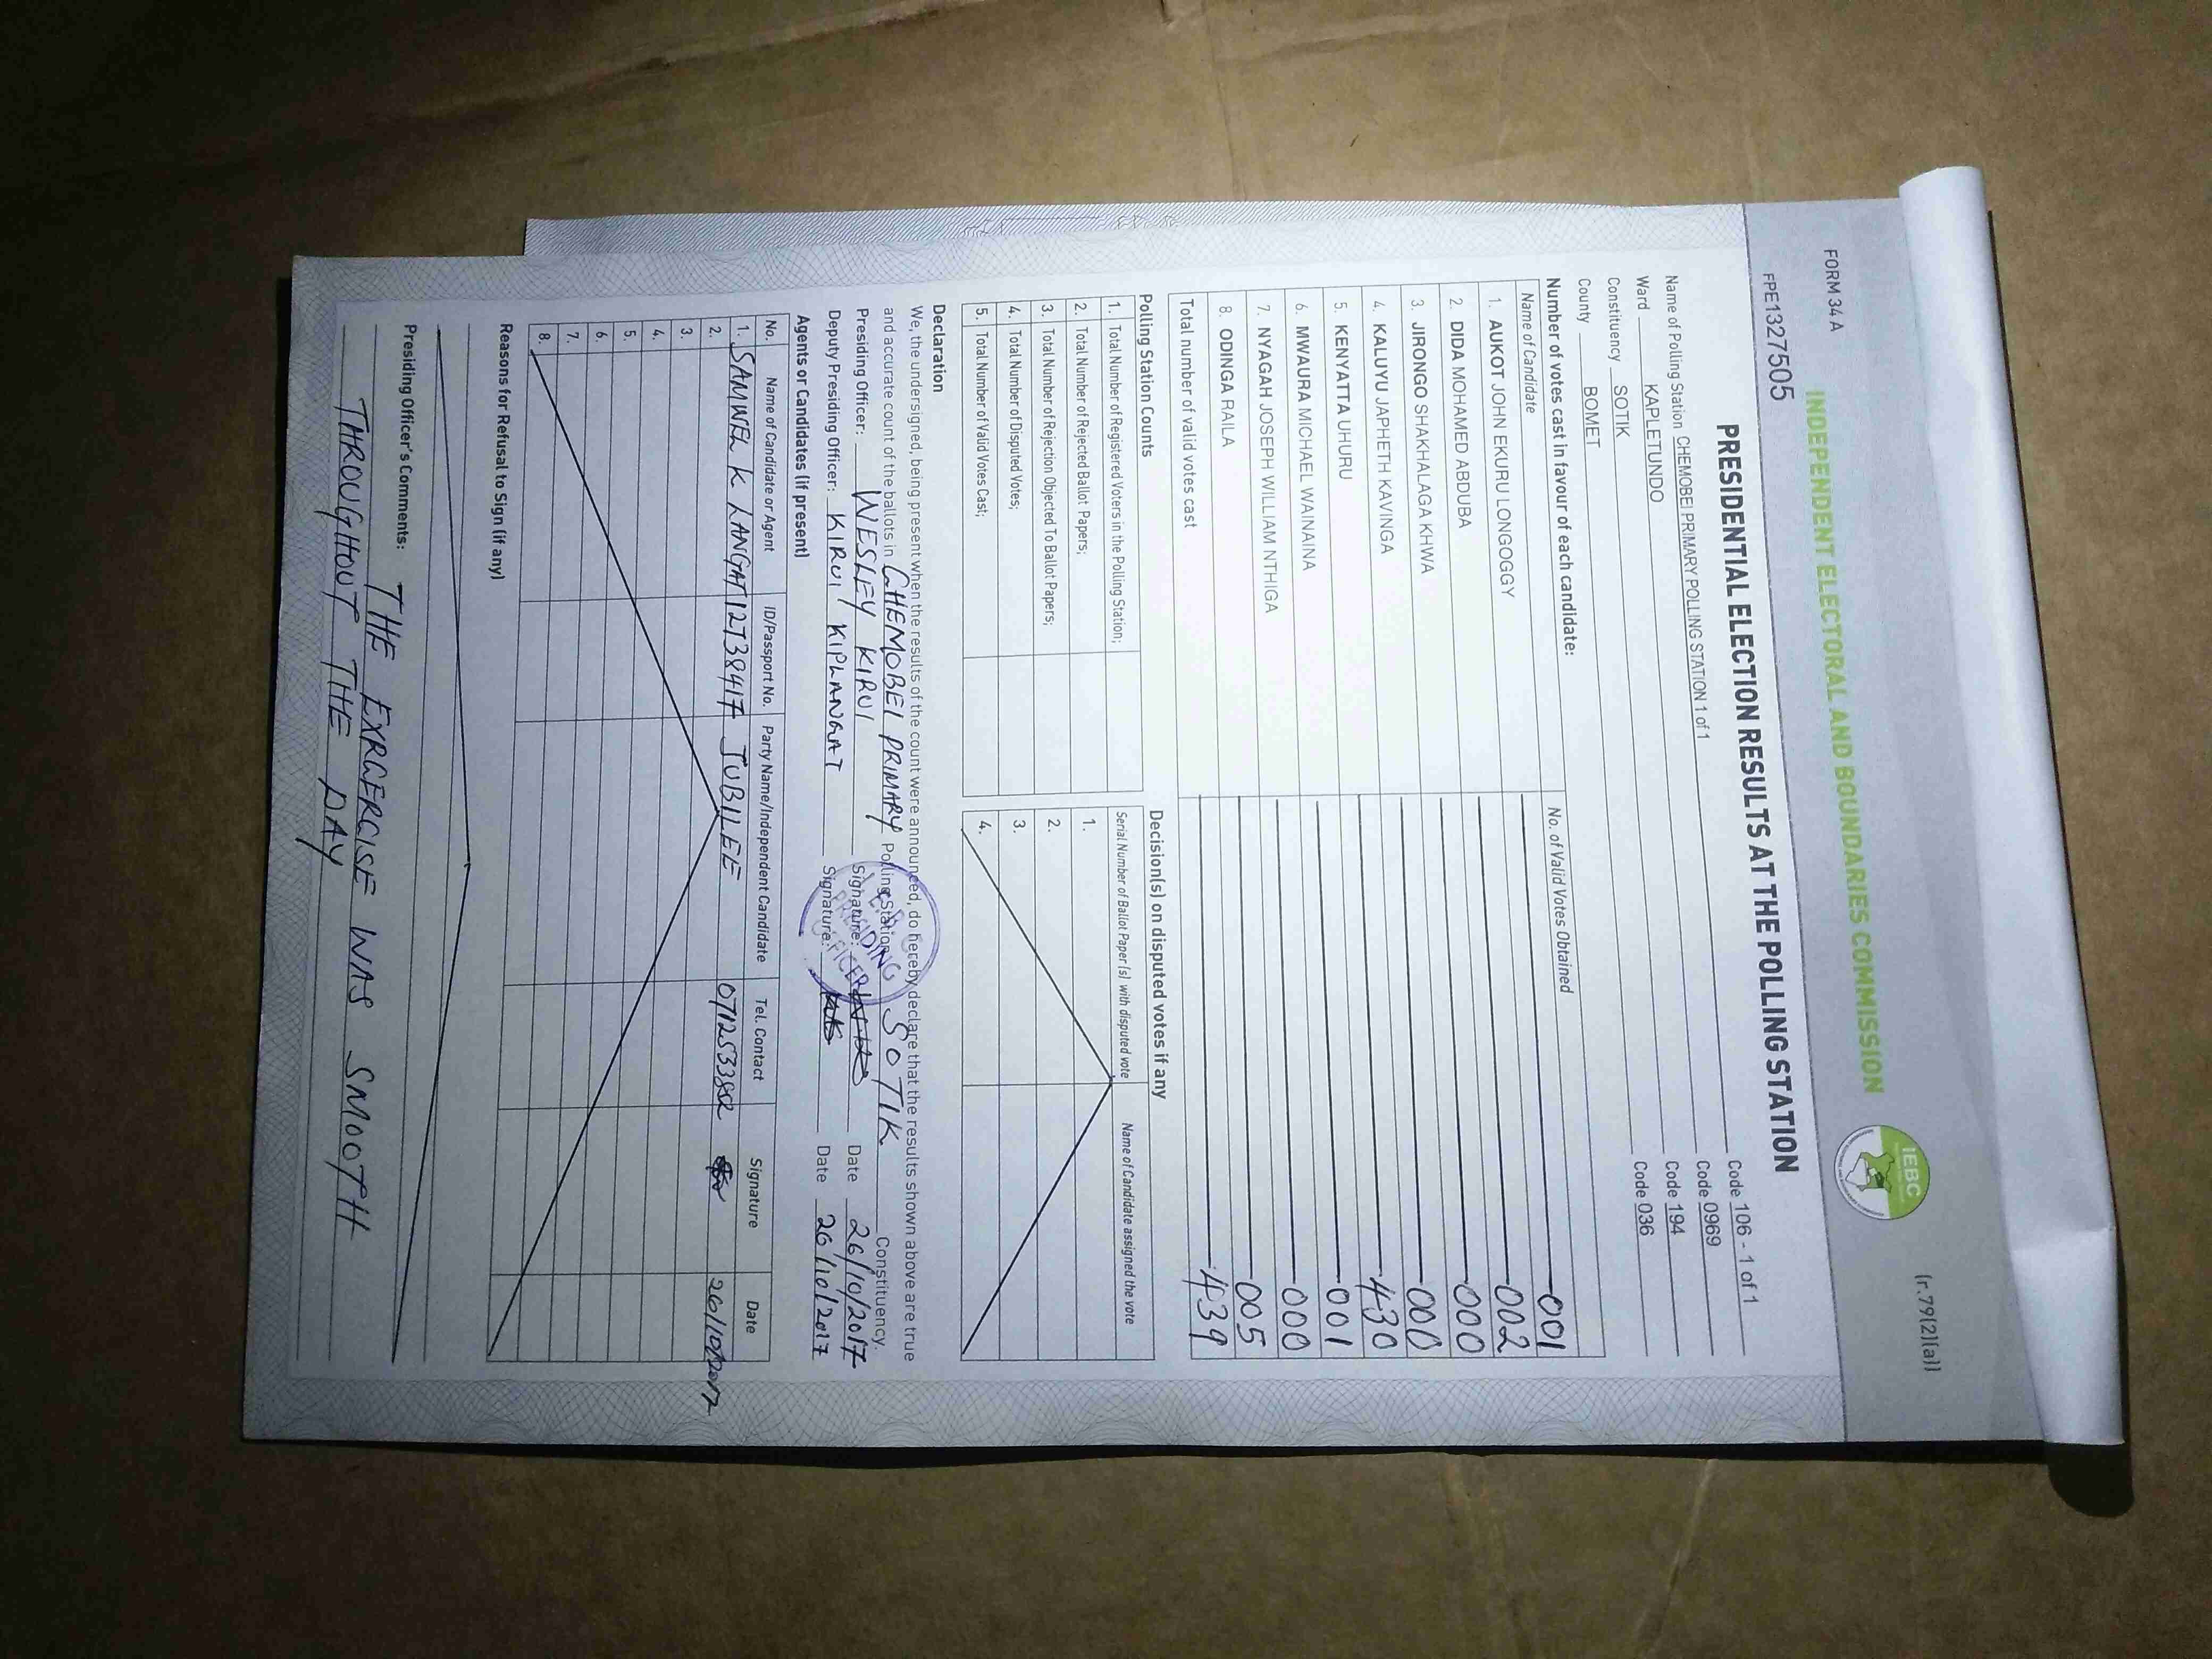 (r.79(2)(a))
FORM 34 A
INDEPENDENT ELECTORAL AND BOUNDARIES COMMISSION
IEBC
FPE1327505
PRESIDENTIAL ELECTION RESULTS AT THE POLLING STATION
Name of Polling Station CHEMOBEI PRIMARY POLLING STATION 1 of 1 Code 106 - 1 of 1
Ward KAPLETUNDO Code 0969
Constituency SOTIK Code 194
County BOMET Code 036
Number of votes cast in favour of each candidate:
Name of Candidate No. of Valid Votes Obtained
1. AUKOT JOHN EKURU LONGOGGY 001
2. DIDA MOHAMED ABDUBA 002
3. JIRONGO SHAKHALAGA KHWA 000
4. KALUYU JAPHETH KAVINGA 000
5. KENYATTA UHURU 430
6. MWAURA MICHAEL WAINAINA 001
7. NYAGAH JOSEPH WILLIAM NTHIGA 000
8. ODINGA RAILA 005
Total number of valid votes cast 439
Polling Station Counts Decision(s) on disputed votes if any
1. Total Number of Registered Voters in the Polling Station; Serial Number of Ballot Paper (s) with disputed vote Name of Candidate assigned the vote
2. Total Number of Rejected Ballot Papers; 1.
3. Total Number of Rejection Objected To Ballot Papers; 2.
4. Total Number of Disputed Votes; 3.
5. Total Number of Valid Votes Cast; 4.
Declaration
We, the undersigned, being present when the results of the count were announced, do hereby declare that the results shown above are true
and accurate count of the ballots in CHEMOBEI PRIMARY Polling Station SOTIK Constituency.
Presiding Officer: WESLEY KIRUI Signature: Date 26/10/2017
Deputy Presiding Officer: KIRUI KIPLANGAT Signature: Date 26/10/2017
PRESIDING OFFICER
Agents or Candidates (if present)
No. Name of Candidate or Agent ID/Passport No. Party Name/Independent Candidate Tel. Contact Signature Date
1. SAMWEL K LANGAT 12738417 JUBILEE 26/10/2017
2.
3.
4.
5.
6.
7.
8.
Reasons for Refusal to Sign (if any)
Presiding Officer's Comments: THE EXRCERCISE WAS SMOOTH
THROUGHOUT THE DAY